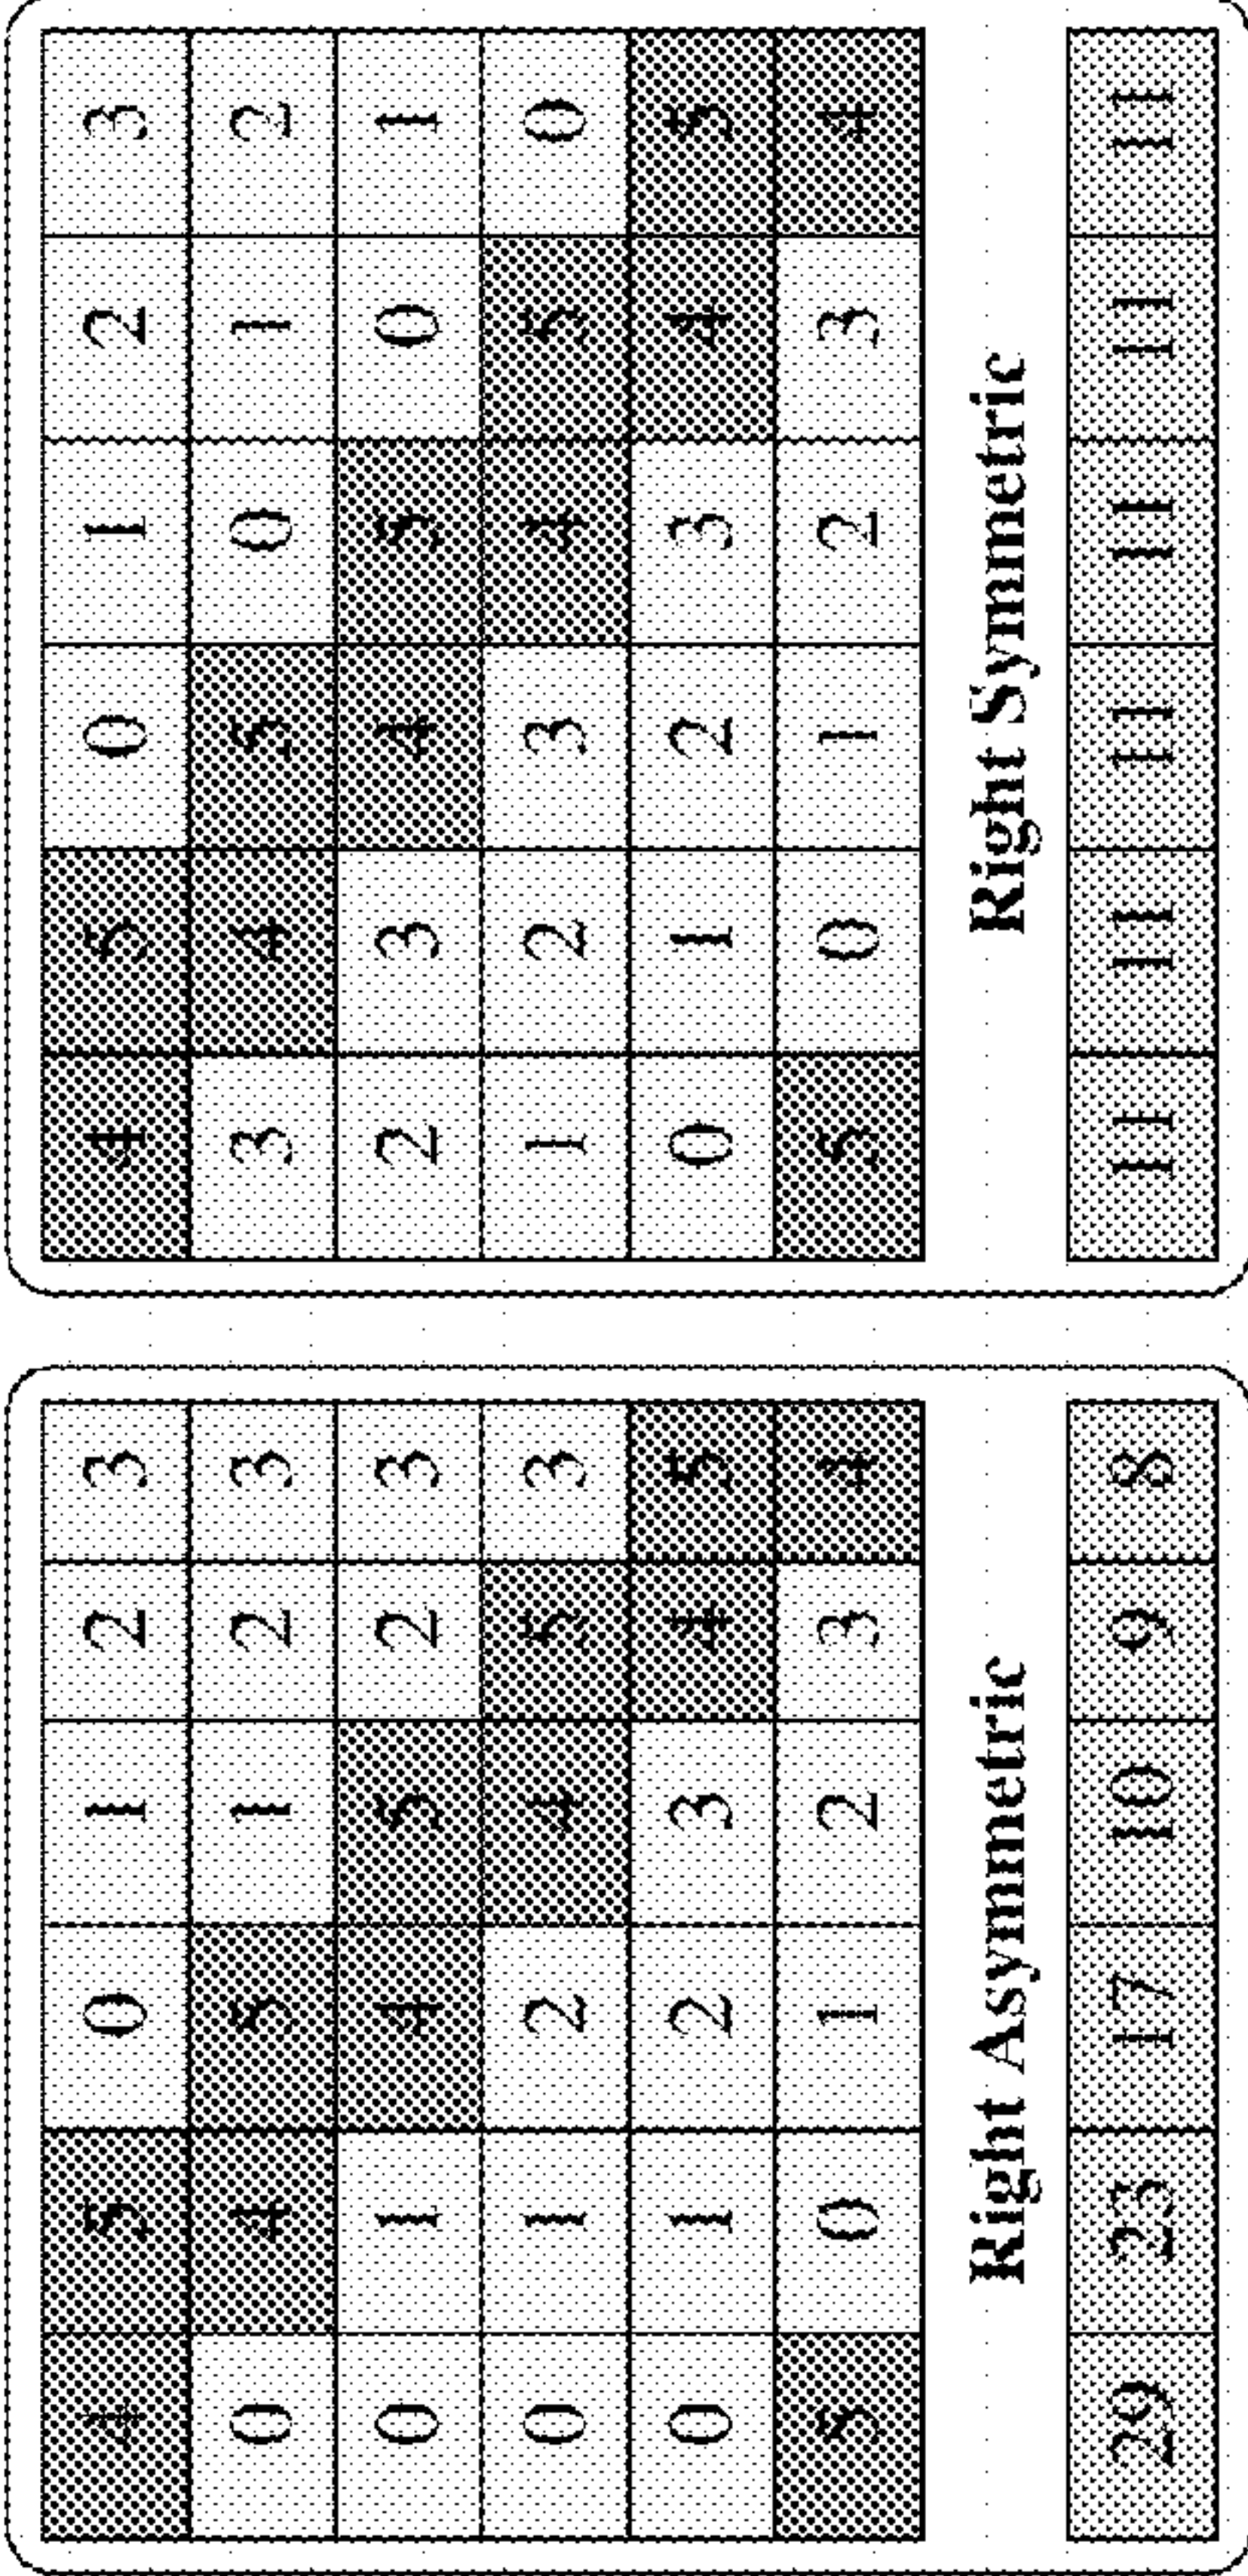 4 5 0 1 2 3
0 4 5 1 2 3
0 1 4 5 2 3
0 1 2 4 5 3
0 1 2 3 4 5
5 0 1 2 3 4
Right Asymmetric
29 23 17 10 9 8
4 5 0 1 2 3
3 4 5 0 1 2
2 3 4 5 0 1
1 2 3 4 5 0
0 1 2 3 4 5
5 0 1 2 3 4
Right Symmetric
11 11 11 11 11 11